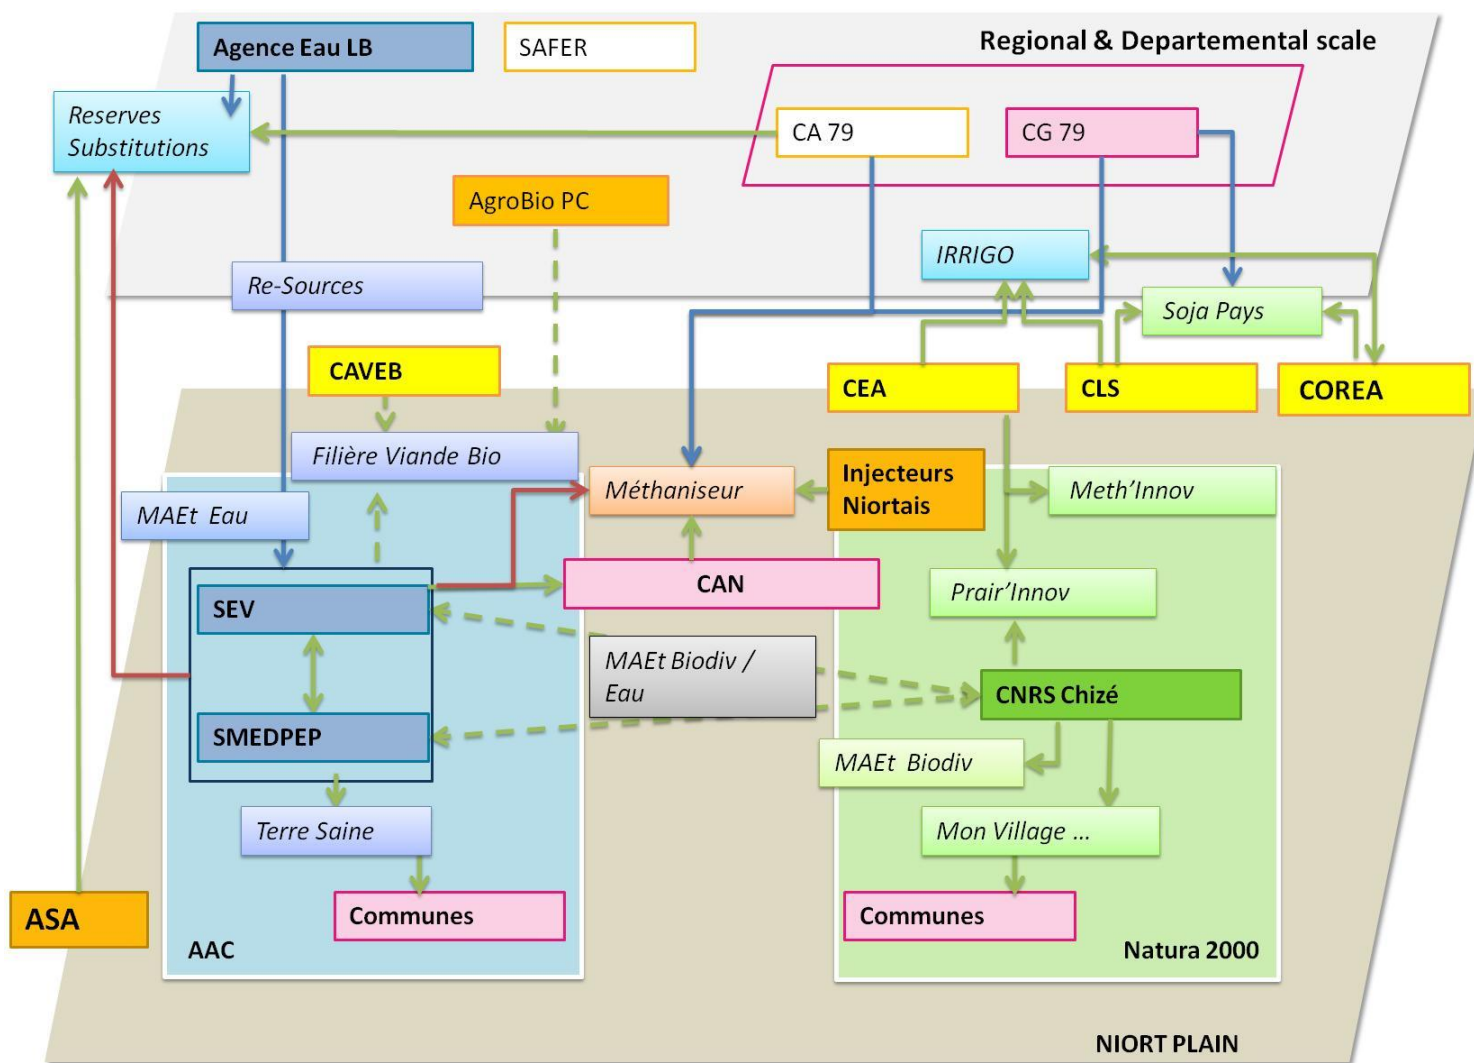 Agence Eau LB
SAFER
Regional & Departemental scale
Reserves
Substitutions
CA 79
CG 79
AgroBio PC
IRRIGO
Re-Sources
Soja Pays
CAVEB
CEA
CLS
COREA
Filière Viande Bio
Méthaniseur
Injecteurs
Niortais
Meth'Innov
MAEt Eau
SEV
CAN
Prair'Innov
MAEt Biodiv /
Eau
CNRS Chizé
SMEDPEP
MAEt Biodiv
Terre Saine
Mon Village ...
ASA
Communes
Communes
AAC
Natura 2000
NIORT PLAIN